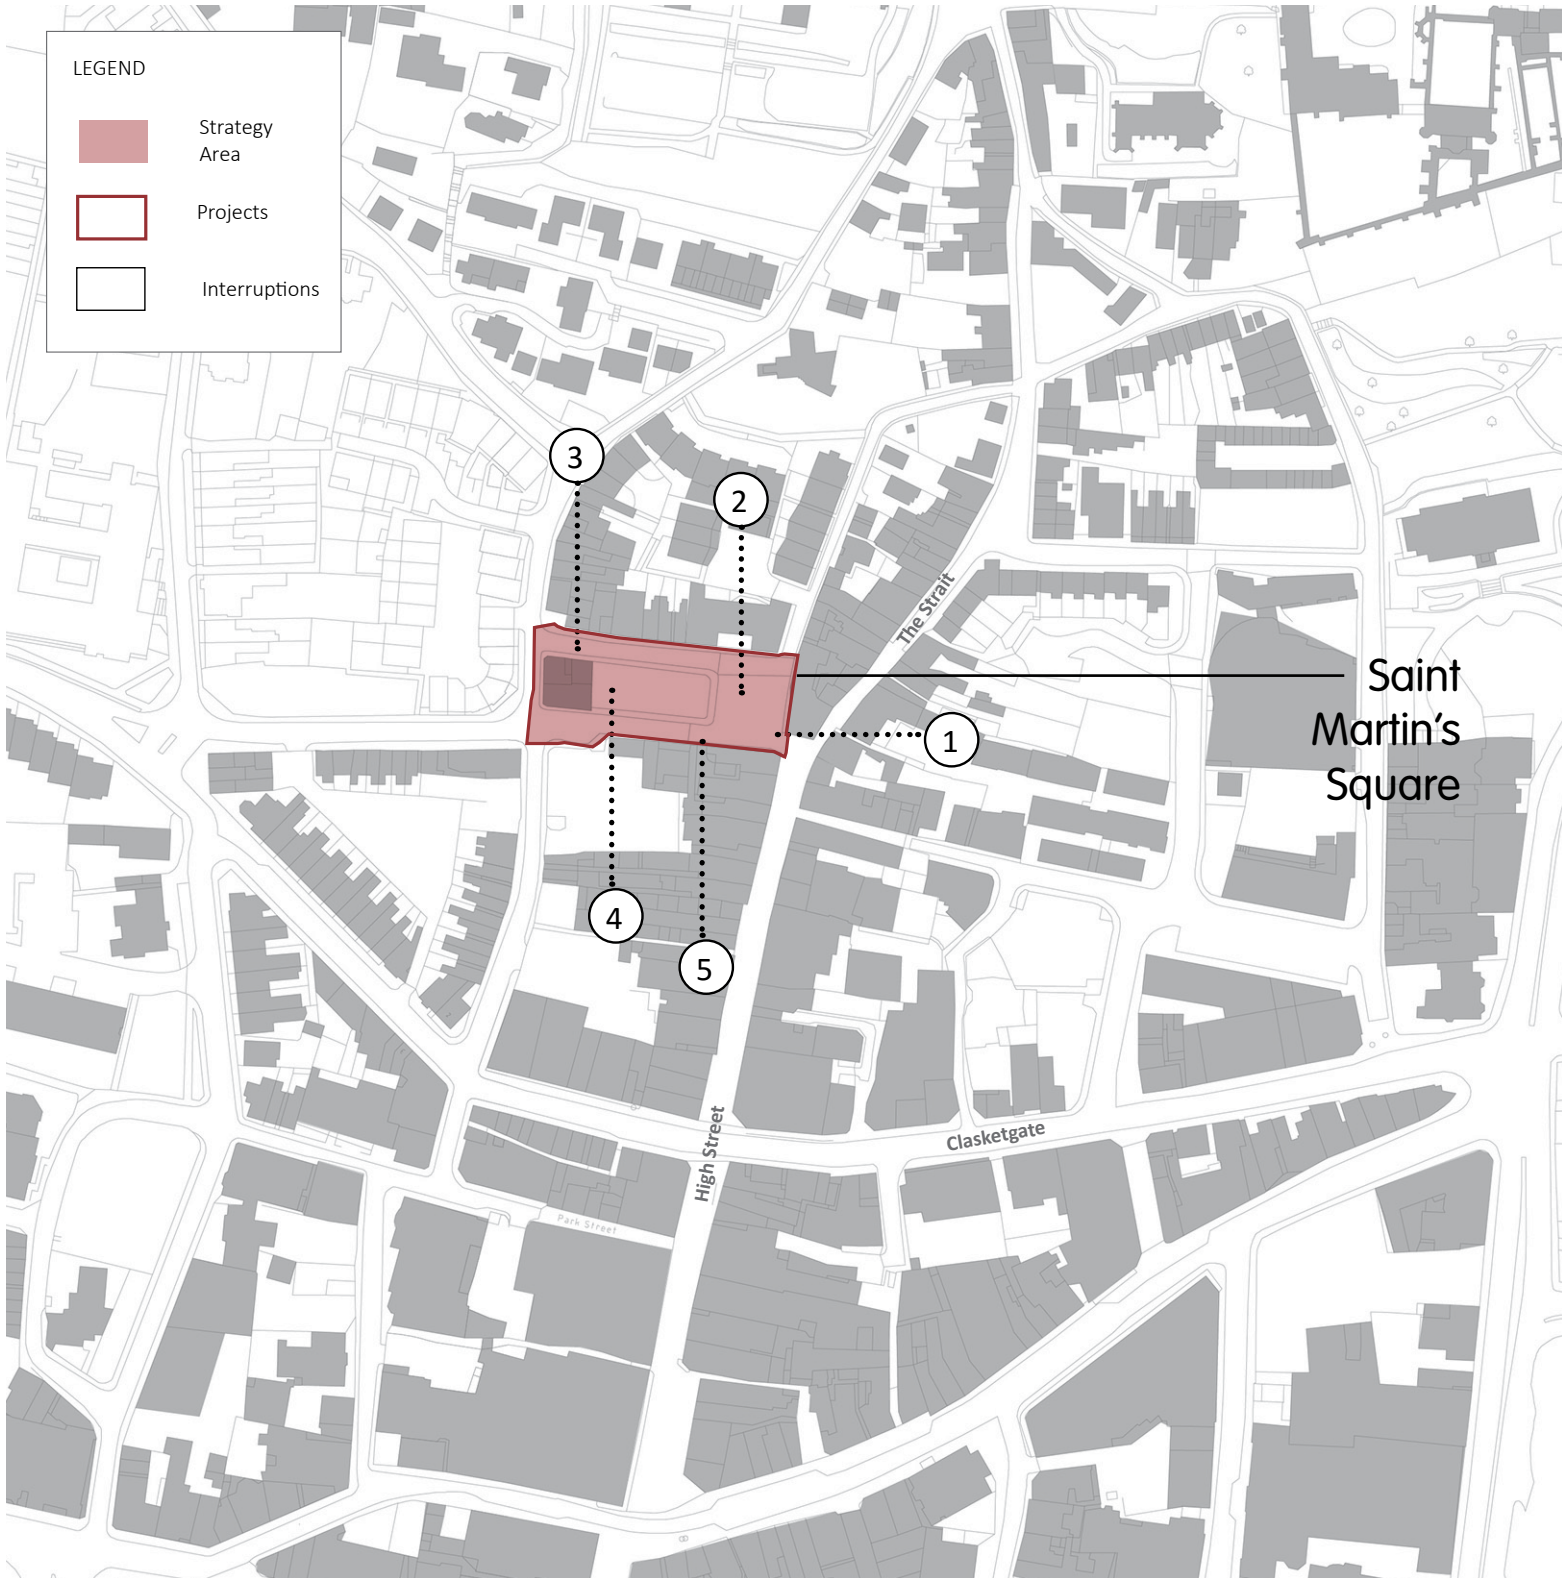 LEGEND
Strategy
Area
Projects
Interruptions
3
2
The Strait
Saint
Martin's
Square
1
4
5
High Street
Clasketgate
Park Street